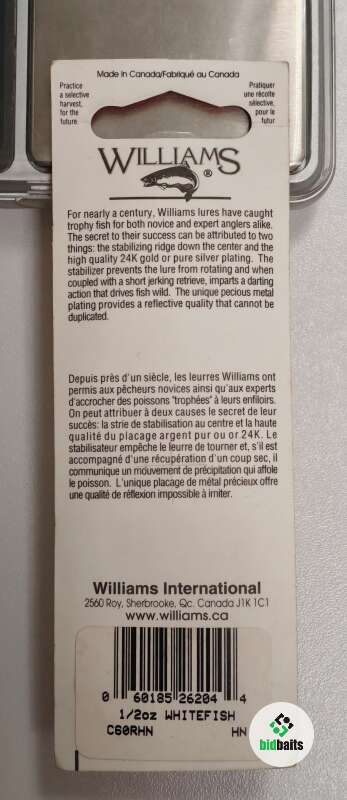 Made in Canada/Fabriqué au Canada
Practice
a selective
harvest,
for the
future.
Pratiquer
une récolte
sélective,
pour le
futur
WILLIAMS
®
For nearly a century, Williams lures have caught
trophy fish for both novice and expert anglers alike.
The secret to their success can be attributed to two
things: the stabilizing ridge down the center and the
high quality 24K gold or pure silver plating. The
stabilizer prevents the lure from rotating and when
coupled with a short jerking retrieve, imparts a darting
action that drives fish wild. The unique pecious metal
plating provides a reflective quality that cannot be
duplicated.
Depuis près d'un siècle, les leurres Williams ont
permis aux pêcheurs novices ainsi qu'aux experts
d'accrocher des poissons "trophées" à leurs enfiloirs.
On peut attribuer à deux causes le secret de leur
succès: la strie de stabilisation au centre et la haute
qualité du placage argent pur ou or 24K. Le
stabilisateur empêche le leurre de tourner et, s'il est
accompagné d'une récupération d'un coup sec, il
communique un mouvement de précipitation qui affole
le poisson. L'unique placage de métal précieux offre
une qualité de réflexion impossible à imiter.
Williams International
2560 Roy, Sherbrooke, Qc. Canada J1K 1C1
www.williams.ca
0 60185 26204 4
1/2oz WHITEFISH
C60RHN HN
bidbaits